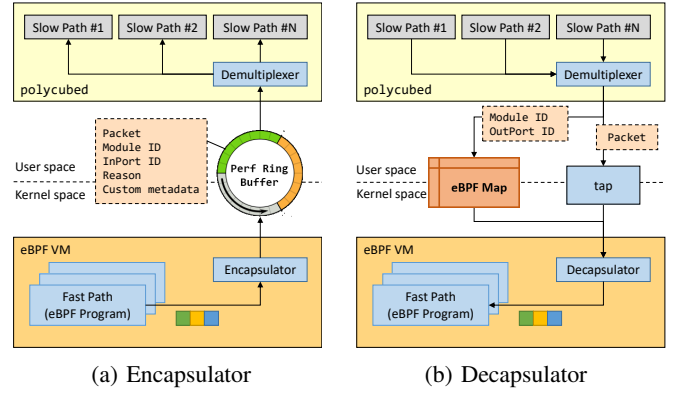 Slow Path #1
Slow Path #2
Slow Path #N
Demultiplexer
polycubed
Packet
Module ID
InPort ID
Reason
Custom metadata
Perf Ring
Buffer
User space
Kernel space
eBPF VM
Encapsulator
Fast Path
(eBPF Program)
(a) Encapsulator
Slow Path #1
Slow Path #2
Slow Path #N
Demultiplexer
polycubed
Module ID
OutPort ID
Packet
User space
Kernel space
eBPF Map
tap
eBPF VM
Decapsulator
Fast Path
(eBPF Program)
(b) Decapsulator